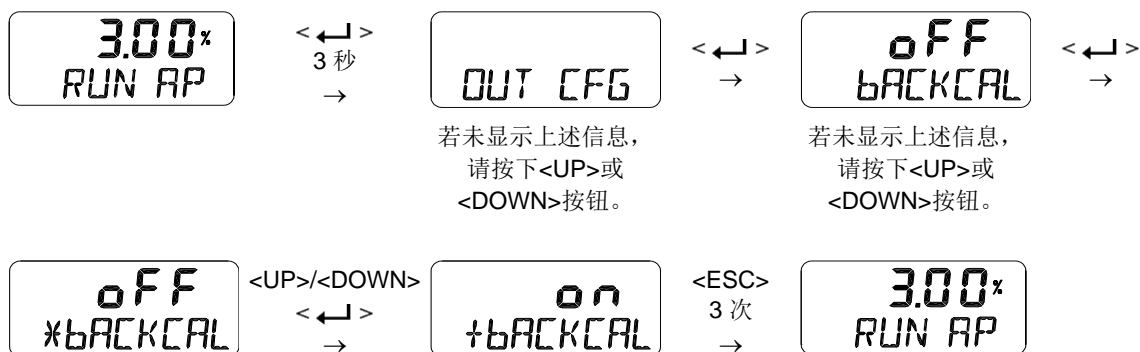 3.00%
RUN AP
<↵>
3 秒
→
OUT CFG
若未显示上述信息，
请按下<UP>或
<DOWN>按钮。
<↵>
→
oFF
bACKCAL
若未显示上述信息，
请按下<UP>或
<DOWN>按钮。
<↵>
→
oFF
*bACKCAL
<UP>/<DOWN>
<↵>
→
on
+bACKCAL
<ESC>
3 次
→
3.00%
RUN AP